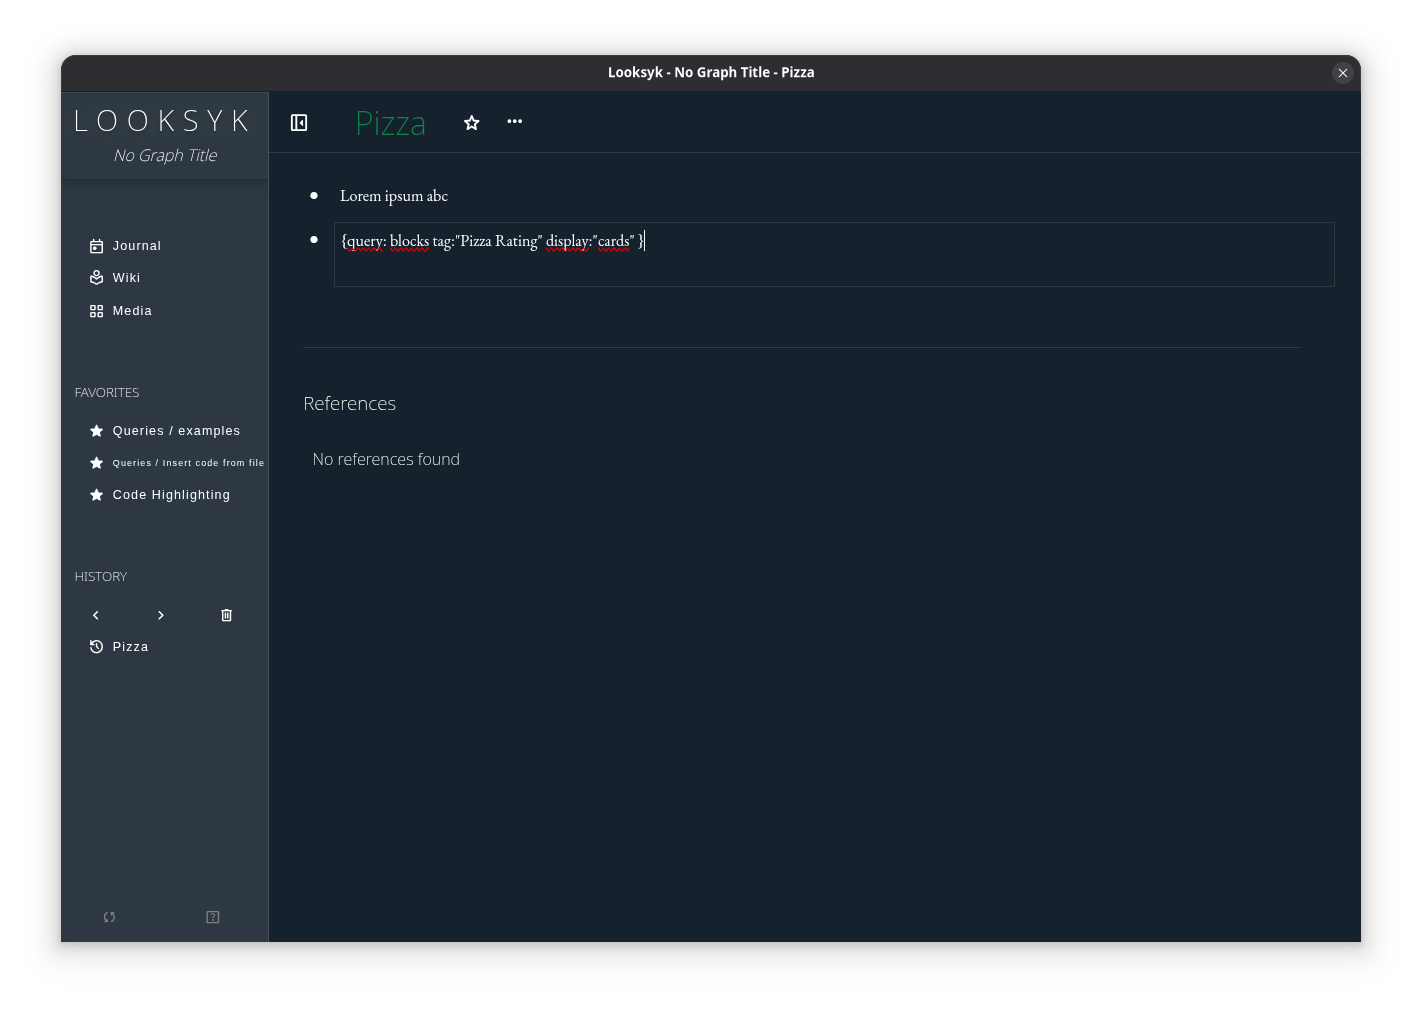 Looksyk - No Graph Title - Pizza
LOOKSYK
No Graph Title
Journal
Wiki
Media
FAVORITES
Queries / examples
Queries / Insert code from file
Code Highlighting
HISTORY
Pizza
Pizza
Lorem ipsum abc
{query: blocks tag:"Pizza Rating" display:"cards" }
References
No references found